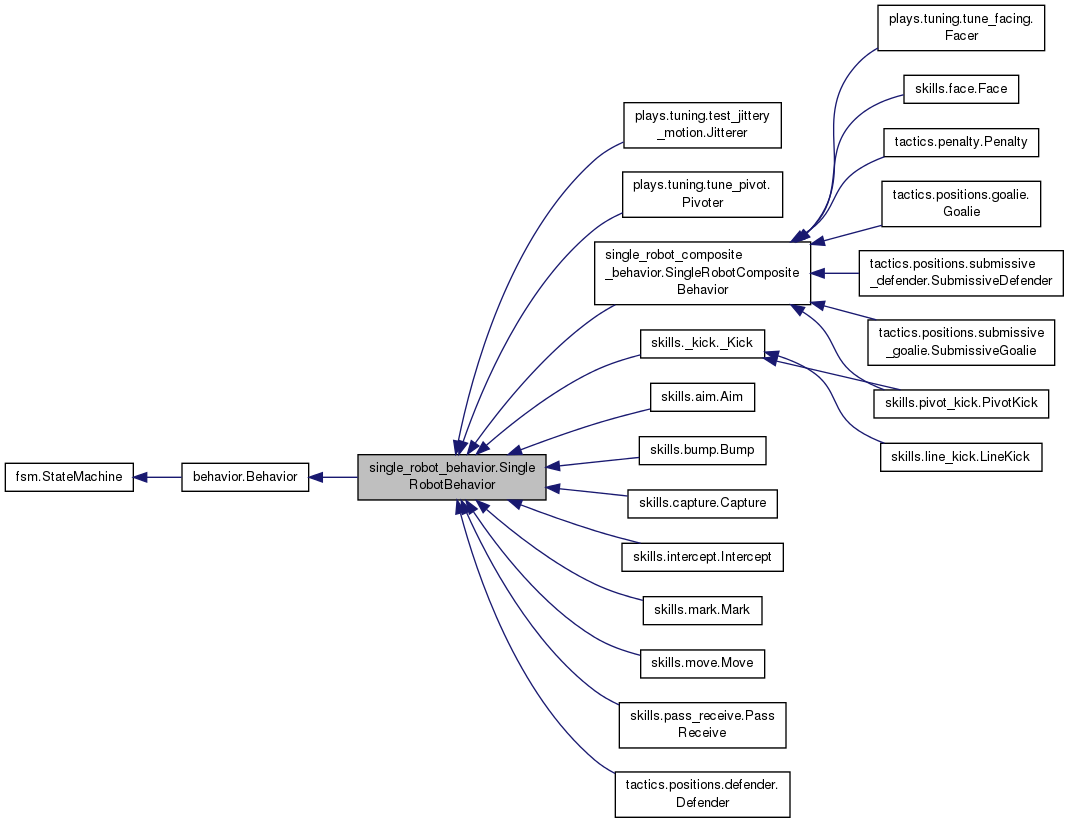 plays.tuning.tune_facing.
Facer
skills.face.Face
plays.tuning.test_jittery
_motion.Jitterer
tactics.penalty.Penalty
plays.tuning.tune_pivot.
Pivoter
tactics.positions.goalie.
Goalie
single_robot_composite
_behavior.SingleRobotComposite
Behavior
tactics.positions.submissive
_defender.SubmissiveDefender
tactics.positions.submissive
_goalie.SubmissiveGoalie
skills._kick._Kick
skills.aim.Aim
skills.pivot_kick.PivotKick
skills.bump.Bump
skills.line_kick.LineKick
fsm.StateMachine
behavior.Behavior
single_robot_behavior.Single
RobotBehavior
skills.capture.Capture
skills.intercept.Intercept
skills.mark.Mark
skills.move.Move
skills.pass_receive.Pass
Receive
tactics.positions.defender.
Defender